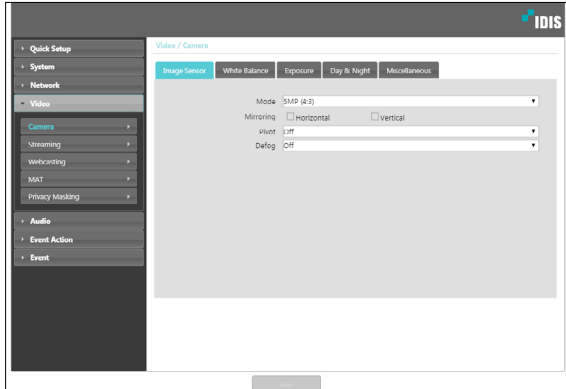 IDIS
Quick Setup
System
Network
Video
Camera
Streaming
Webcasting
MAT
Privacy Masking
Audio
Event Action
Event
Video / Camera
Image Sensor White Balance Exposure Day & Night Miscellaneous
Mode 5MP (4:3)
Mirroring Horizontal Vertical
Pivot Off
Defog Off
Save